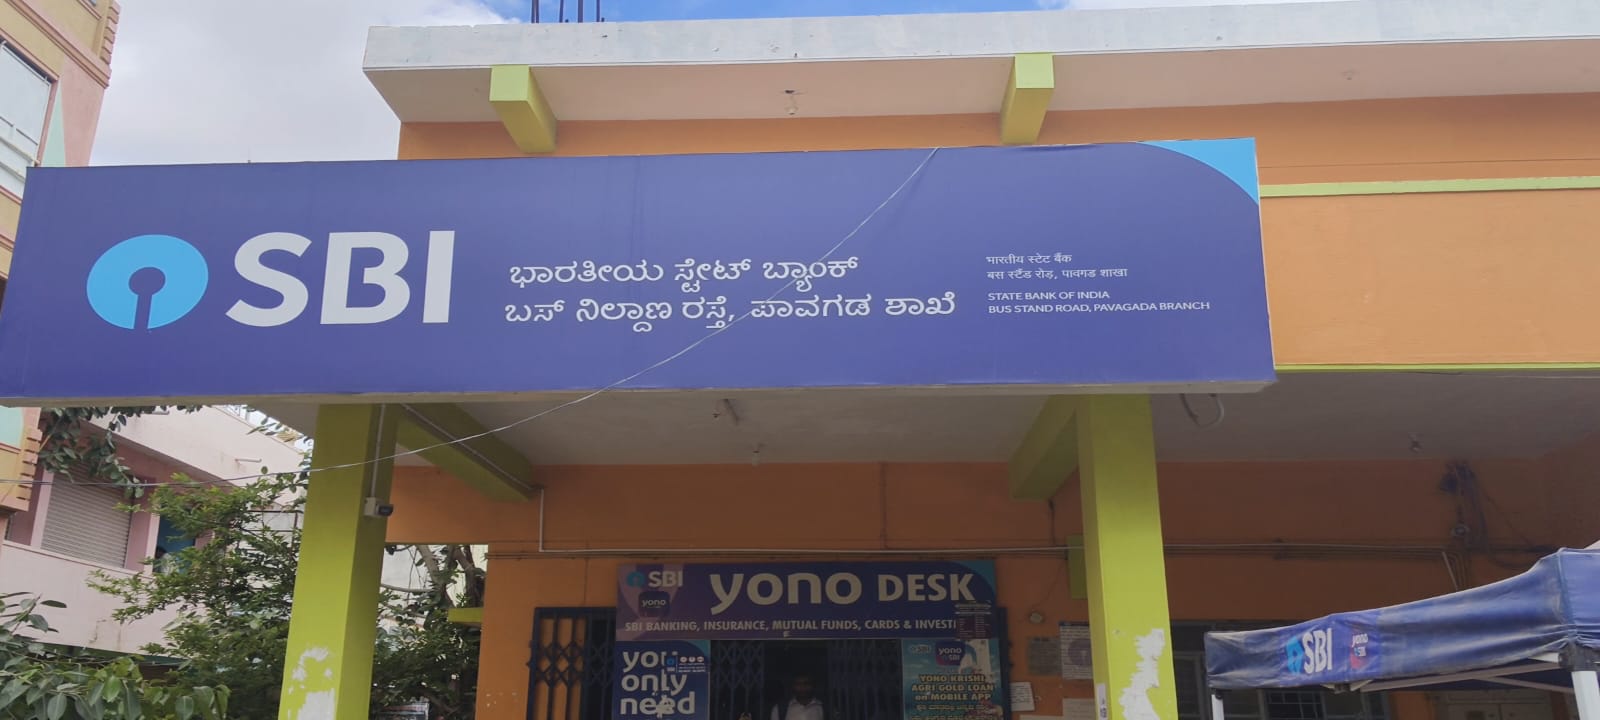 SBI
ಭಾರತೀಯ ಸ್ಟೇಟ್ ಬ್ಯಾಂಕ್
ಬಸ್ ನಿಲ್ದಾಣ ರಸ್ತೆ, ಪಾವಗಡ ಶಾಖೆ
भारतीय स्टेट बैंक
बस स्टैंड रोड़, पावगड शाखा
STATE BANK OF INDIA
BUS STAND ROAD, PAVAGADA BRANCH
SBI
yono
yono DESK
SBI BANKING, INSURANCE, MUTUAL FUNDS, CARDS & INVEST
you
only
need
SBI
yono
SBI
YONO KRISHI
AGRI GOLD LOAN
on MOBILE APP
SBI
yono